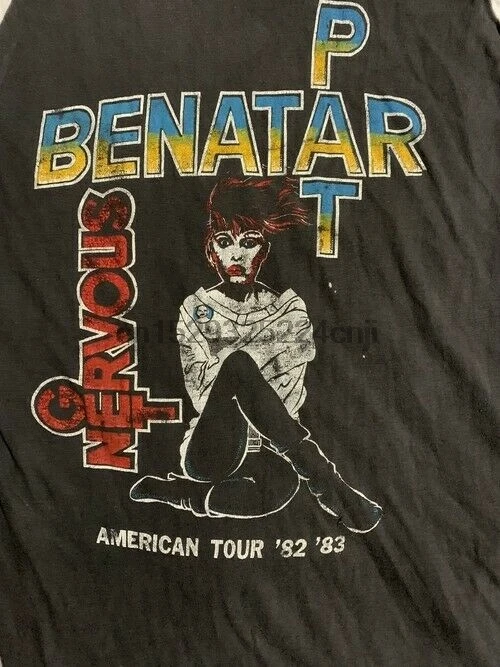 PAT
BENATAR
GET
NERVOUS
AMERICAN TOUR '82 '83